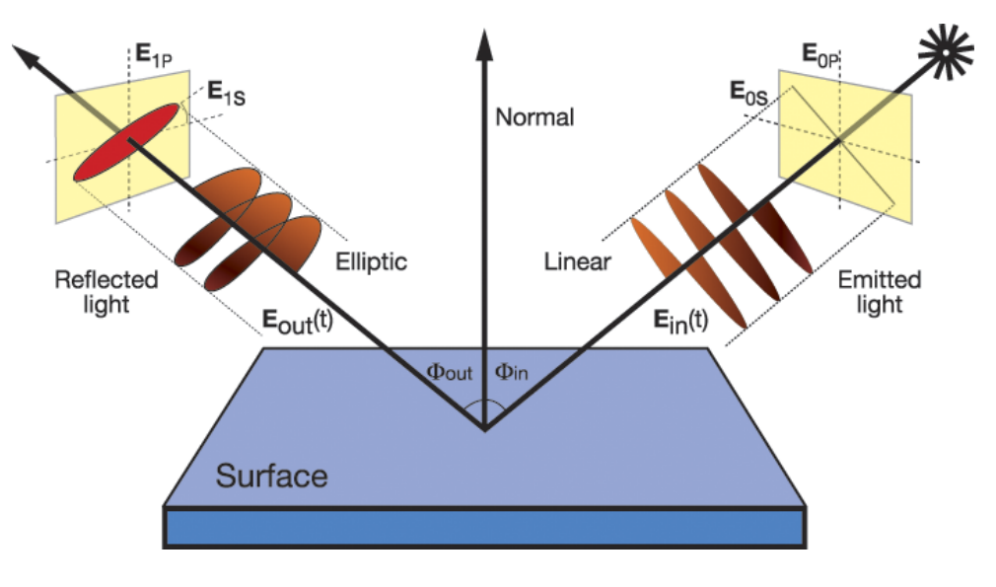 E1P
E1S
E0P
E0S
Normal
Elliptic
Linear
Reflected
light
Emitted
light
Eout(t)
Ein(t)
Φout
Φin
Surface